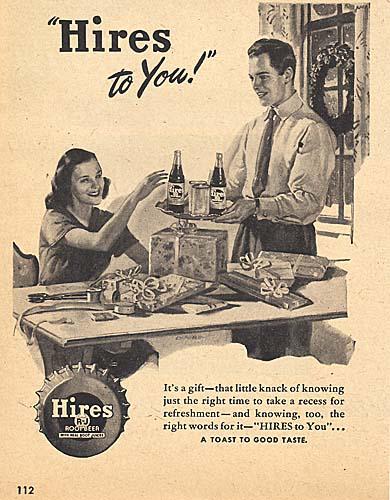 "Hires
to You!"
Hires
It's a gift—that little knack of knowing
just the right time to take a recess for
refreshment—and knowing, too, the
right words for it—"HIRES to You"...
A TOAST TO GOOD TASTE.
Hires
R-J
ROOT BEER
WITH REAL ROOT JUICES
112